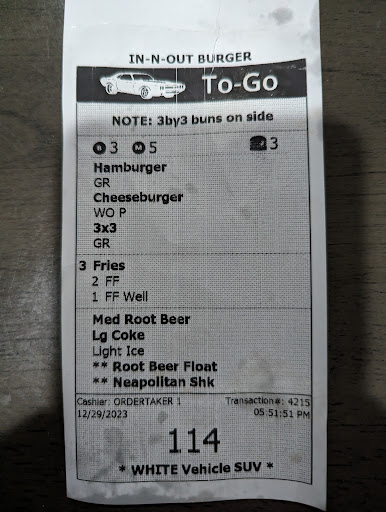 IN-N-OUT BURGER
To-Go
NOTE: 3by3 buns on side
B 3 M 5 3
Hamburger
GR
Cheeseburger
WO P
3x3
GR
3 Fries
2 FF
1 FF Well
Med Root Beer
Lg Coke
Light Ice
** Root Beer Float
** Neapolitan Shk
Cashier: ORDERTAKER 1 Transaction#: 4215
12/29/2023 05:51:51 PM
114
* WHITE Vehicle SUV *